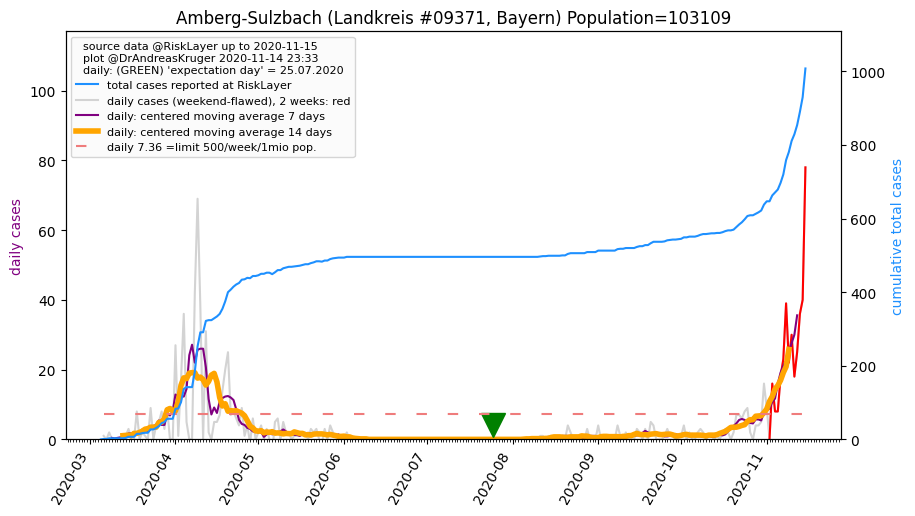 Amberg-Sulzbach (Landkreis #09371, Bayern) Population=103109
source data @RiskLayer up to 2020-11-15
plot @DrAndreasKruger 2020-11-14 23:33
daily: (GREEN) 'expectation day' = 25.07.2020
total cases reported at RiskLayer
daily cases (weekend-flawed), 2 weeks: red
daily: centered moving average 7 days
daily: centered moving average 14 days
daily 7.36 =limit 500/week/1mio pop.
daily cases
100
80
60
40
20
0
cumulative total cases
1000
800
600
400
200
0
2020-03
2020-04
2020-05
2020-06
2020-07
2020-08
2020-09
2020-10
2020-11